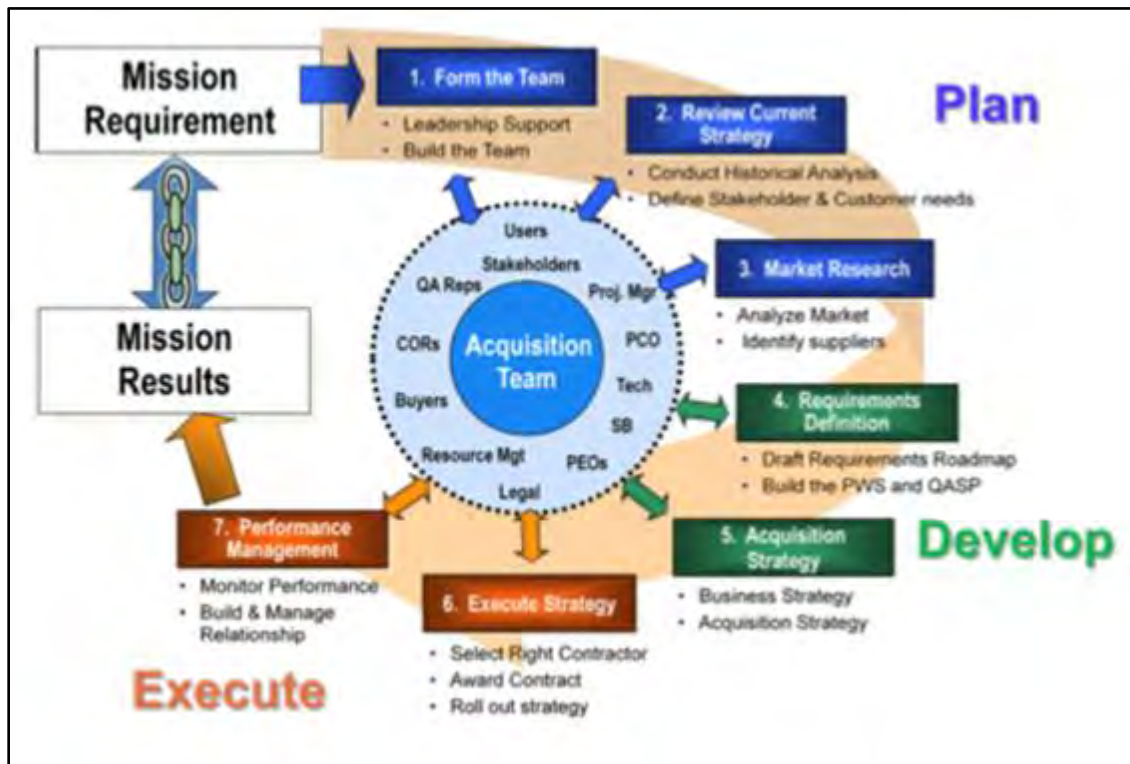 Mission
Requirement
1. Form the Team
• Leadership Support
• Build the Team
Plan
2. Review Current
Strategy
• Conduct Historical Analysis
• Define Stakeholder & Customer needs
3. Market Research
• Analyze Market
• Identify suppliers
4. Requirements
Definition
• Draft Requirements Roadmap
• Build the PWS and QASP
Develop
5. Acquisition
Strategy
• Business Strategy
• Acquisition Strategy
6. Execute Strategy
• Select Right Contractor
• Award Contract
• Roll out strategy
7. Performance
Management
• Monitor Performance
• Build & Manage
Relationship
Execute
Mission
Results
Acquisition
Team
Users
Stakeholders
Proj. Mgr
PCO
Tech
SB
PEOs
Legal
Resource Mgt
Buyers
CORs
QA Reps